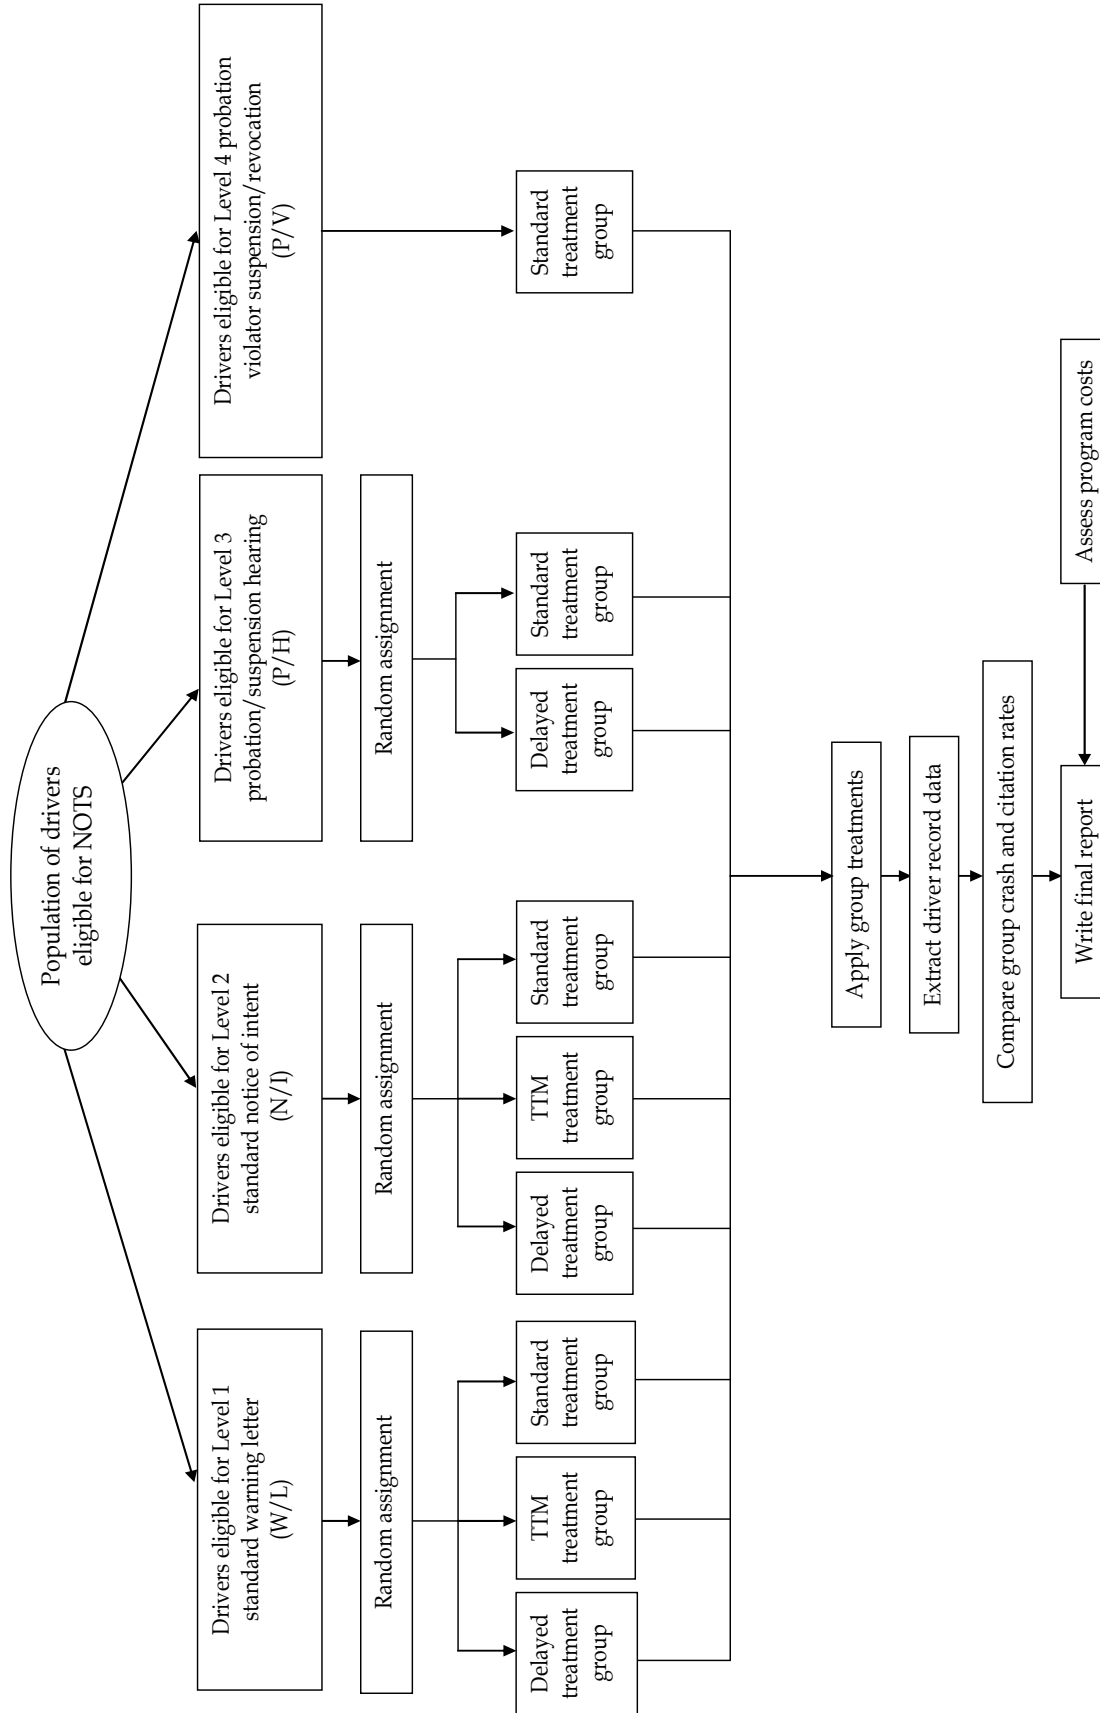 Population of drivers
eligible for NOTS
Drivers eligible for Level 1
standard warning letter
(W/L)
Drivers eligible for Level 2
standard notice of intent
(N/I)
Drivers eligible for Level 3
probation/suspension hearing
(P/H)
Drivers eligible for Level 4 probation
violator suspension/revocation
(P/V)
Random assignment
Random assignment
Random assignment
Delayed
treatment
group
TTM
treatment
group
Standard
treatment
group
Delayed
treatment
group
TTM
treatment
group
Standard
treatment
group
Delayed
treatment
group
Standard
treatment
group
Standard
treatment
group
Apply group treatments
Extract driver record data
Compare group crash and citation rates
Write final report
Assess program costs